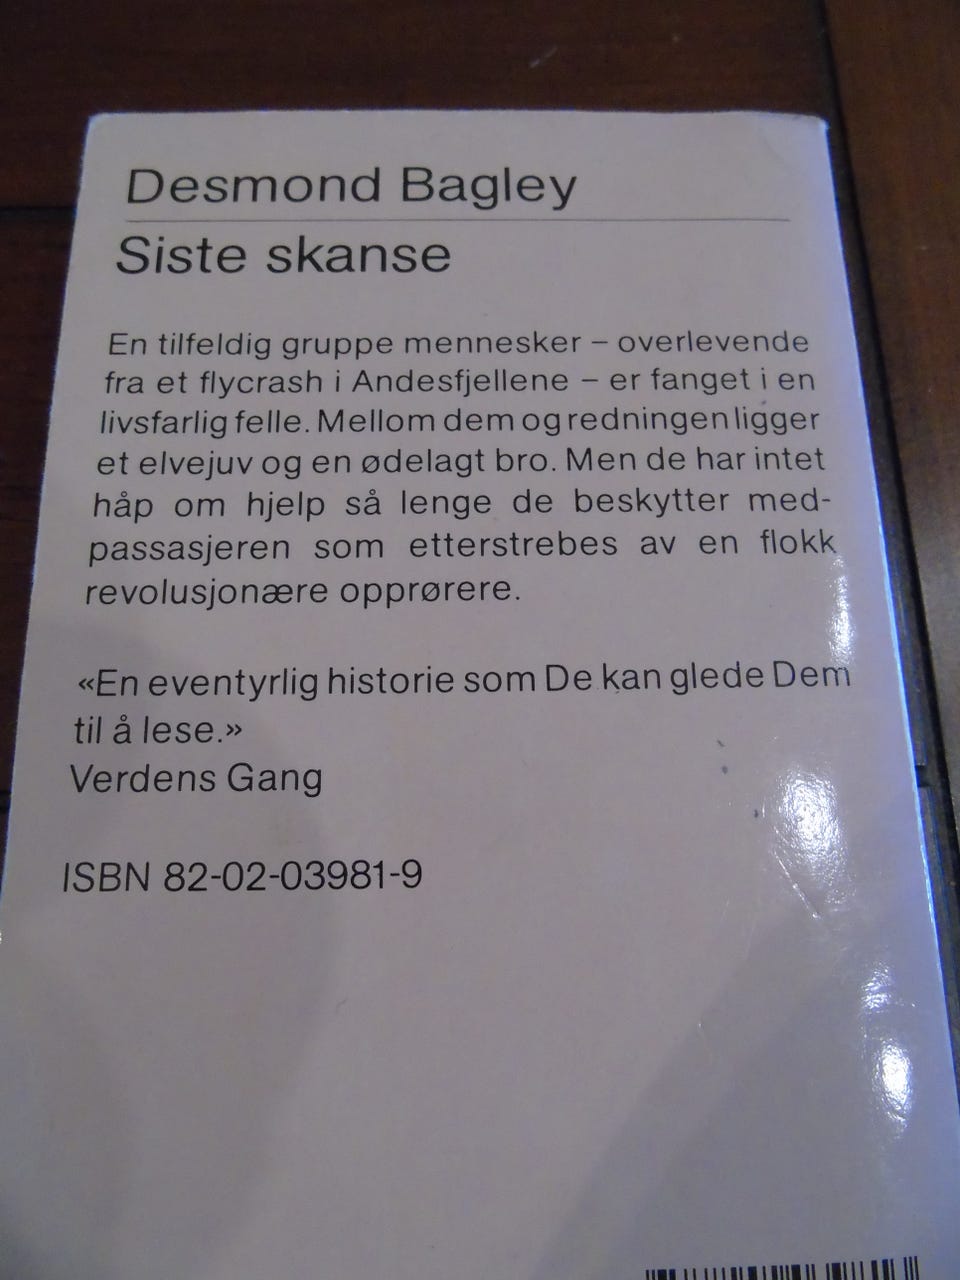 Desmond Bagley
Siste skanse
En tilfeldig gruppe mennesker – overlevende
fra et flycrash i Andesfjellene – er fanget i en
livsfarlig felle. Mellom dem og redningen ligger
et elvejuv og en ødelagt bro. Men de har intet
håp om hjelp så lenge de beskytter med-
passasjeren som etterstrebes av en flokk
revolusjonære opprørere.
«En eventyrlig historie som De kan glede Dem
til å lese.»
Verdens Gang
ISBN 82-02-03981-9